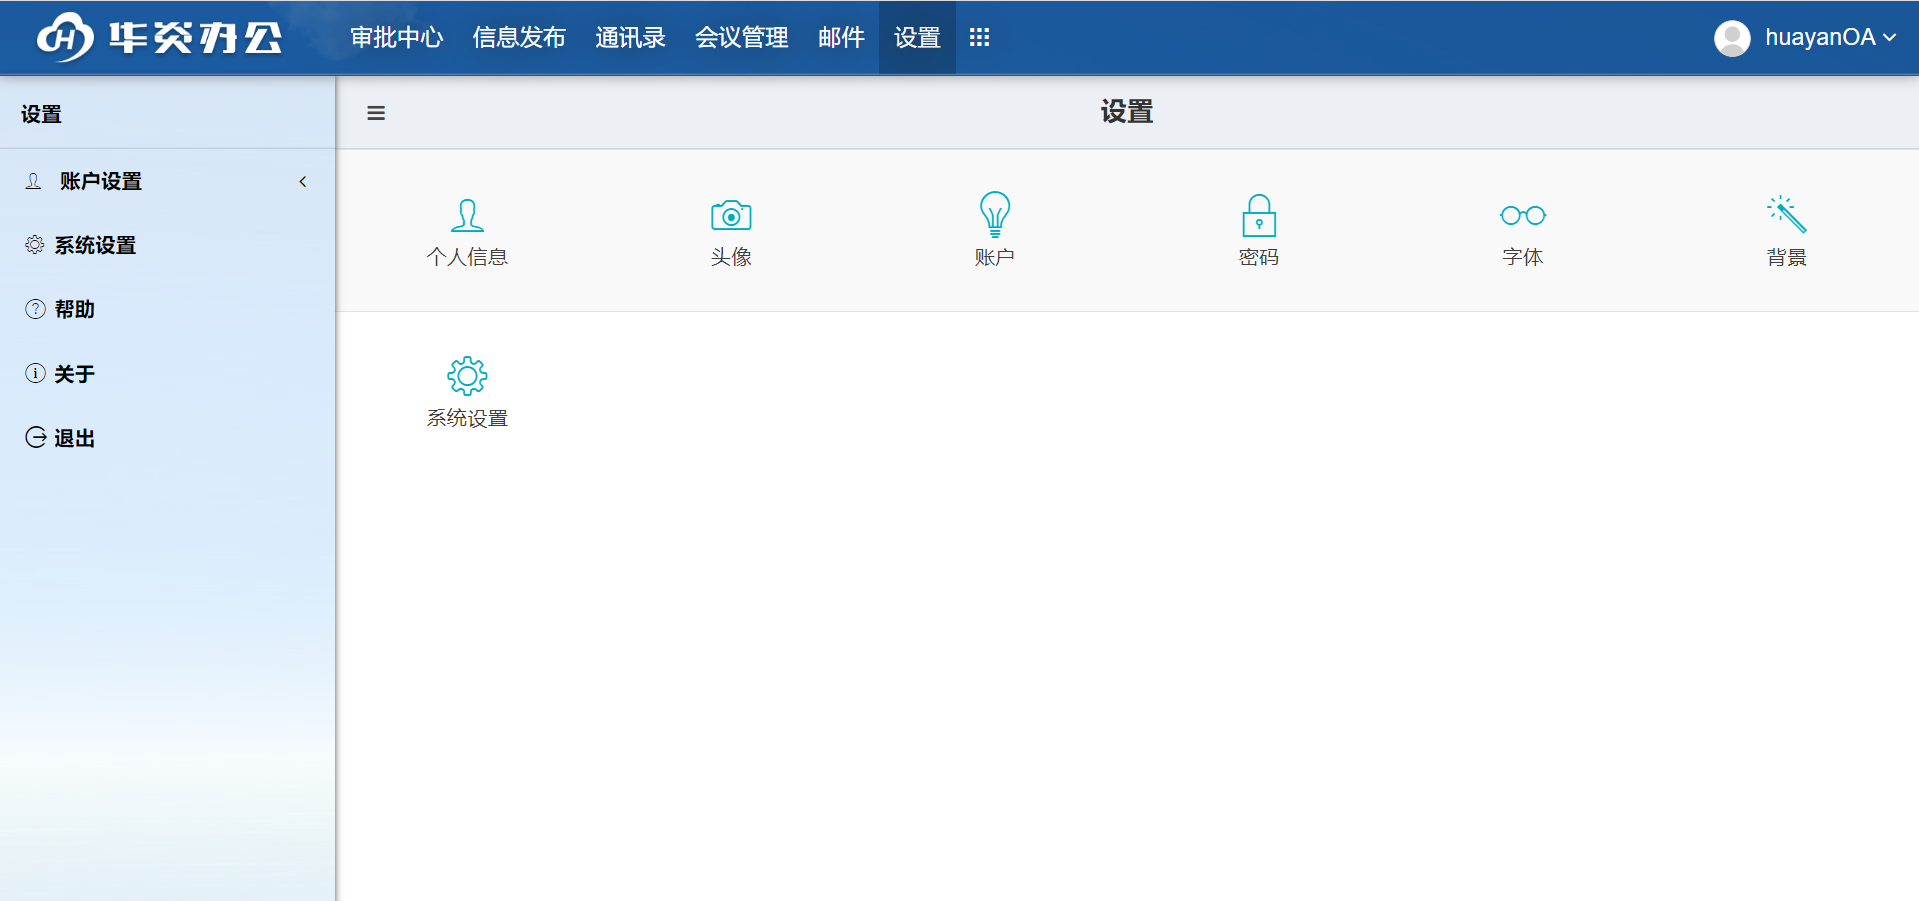 华炎办公 审批中心 信息发布 通讯录 会议管理 邮件 设置 huayanOA
设置
账户设置
系统设置
帮助
关于
退出
设置
个人信息 头像 账户 密码 字体 背景
系统设置